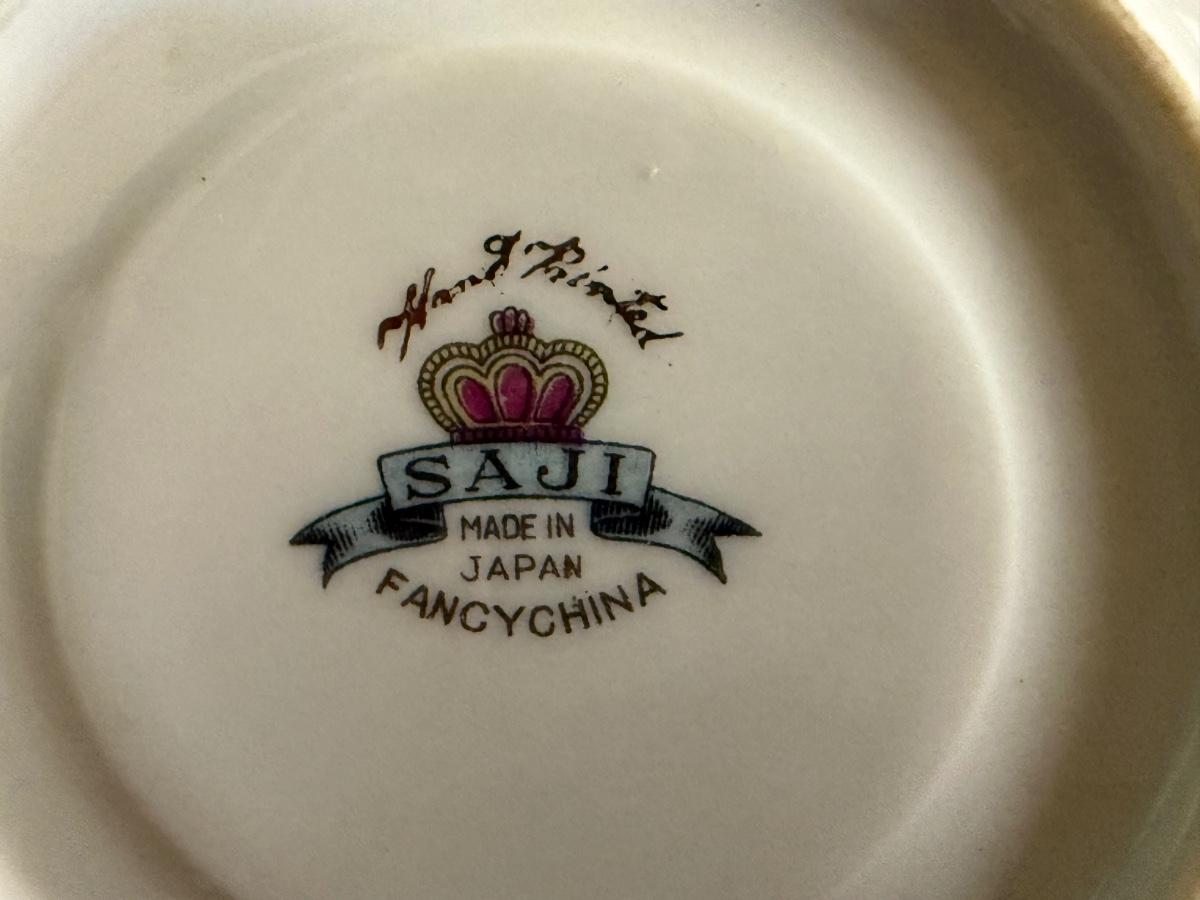 Hand Painted
SAJI
MADE IN
JAPAN
FANCYCHINA